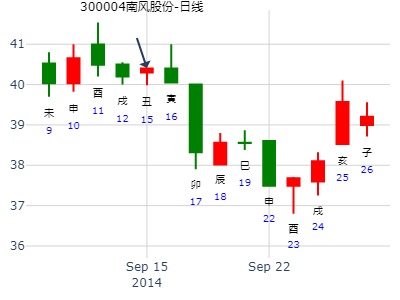 300004南风股份-日线
41
40
39
38
37
36
未
9
申
10
酉
11
戌
12
丑
15
寅
16
卯
17
辰
18
巳
19
申
22
酉
23
戌
24
亥
25
子
26
Sep 15
2014
Sep 22